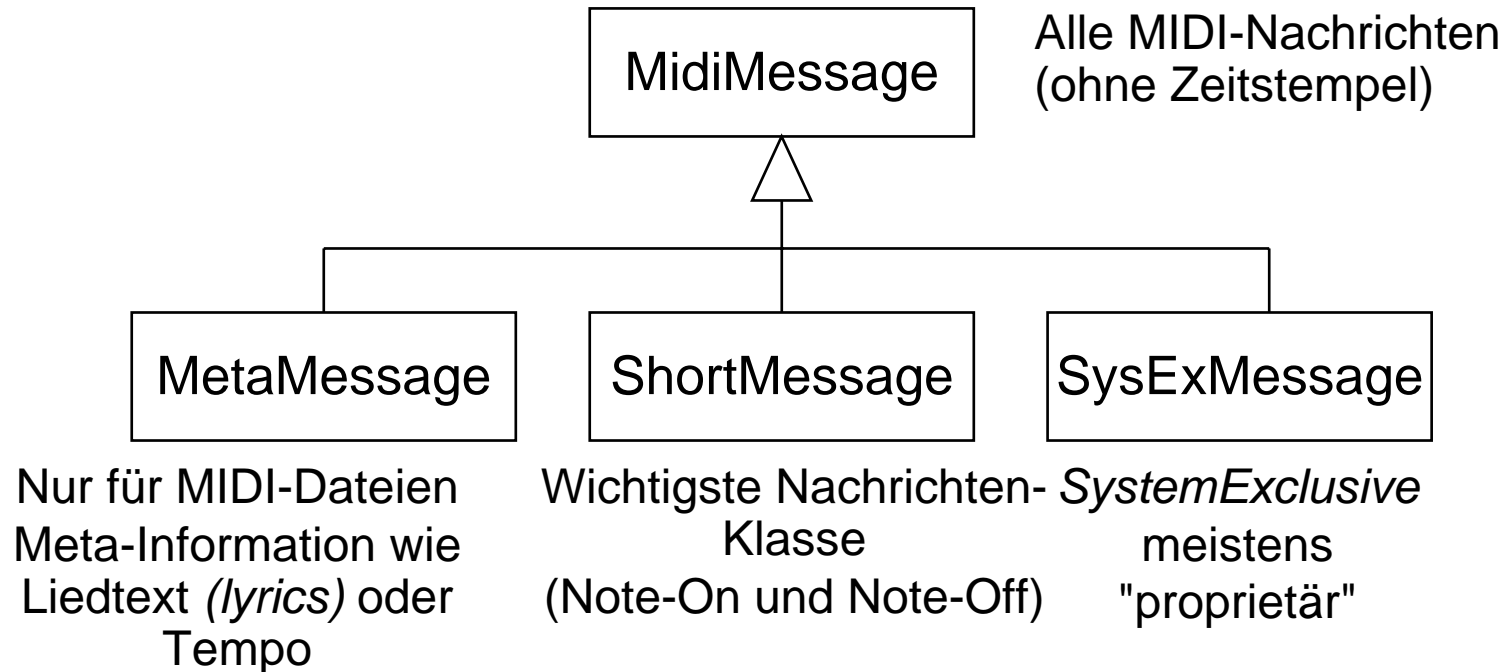 MidiMessage
Alle MIDI-Nachrichten
(ohne Zeitstempel)
MetaMessage
ShortMessage
SysExMessage
Nur für MIDI-Dateien
Meta-Information wie
Liedtext (lyrics) oder
Tempo
Wichtigste Nachrichten-
Klasse
(Note-On und Note-Off)
SystemExclusive
meistens
"proprietär"